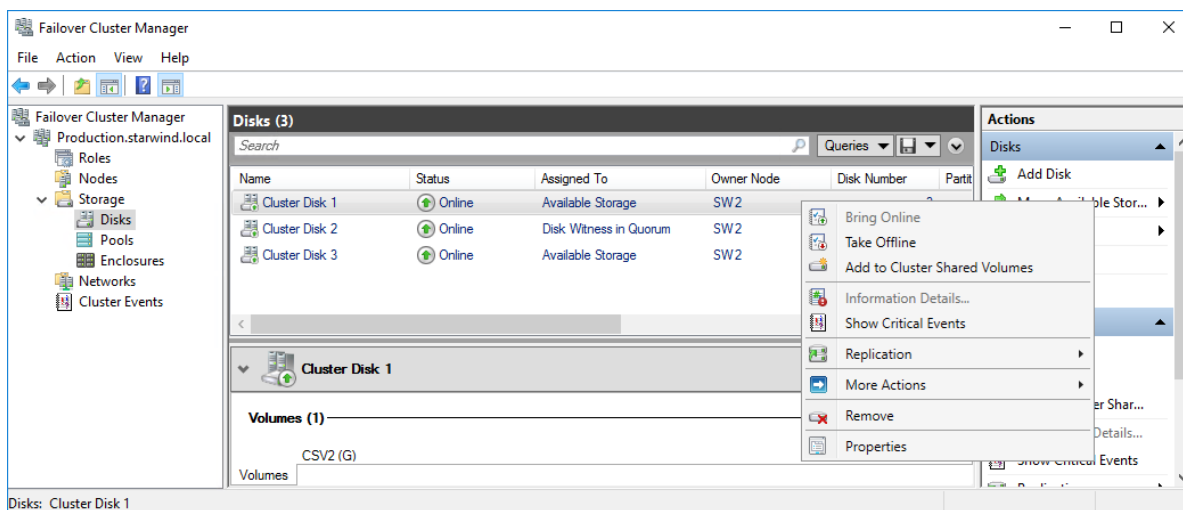 Failover Cluster Manager
File Action View Help
Failover Cluster Manager
Production.starwind.local
Roles
Nodes
Storage
Disks
Pools
Enclosures
Networks
Cluster Events
Disks (3)
Search
Queries
Name Status Assigned To Owner Node Disk Number Partit
Cluster Disk 1 Online Available Storage SW2
Cluster Disk 2 Online Disk Witness in Quorum SW2
Cluster Disk 3 Online Available Storage SW2
Cluster Disk 1
Volumes (1)
CSV2 (G)
Volumes
Bring Online
Take Offline
Add to Cluster Shared Volumes
Information Details...
Show Critical Events
Replication
More Actions
Remove
Properties
Actions
Disks
Add Disk
ble Stor...
er Shar...
Details...
Show Critical Events
Disks: Cluster Disk 1